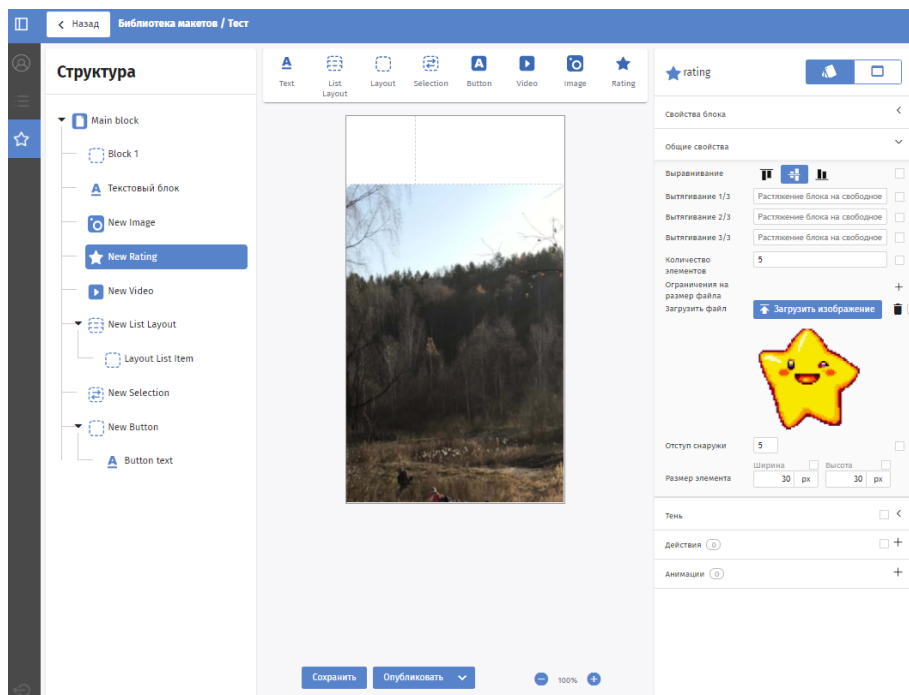 Назад
Библиотека макетов / Тест
Структура
Main block
Block 1
Текстовый блок
New Image
New Rating
New Video
New List Layout
Layout List Item
New Selection
New Button
Button text
Text
List
Layout
Layout
Selection
Button
Video
Image
Rating
Сохранить
Опубликовать
100%
rating
Свойства блока
Общие свойства
Выравнивание
Вытягивание 1/3
Растяжение блока на свободное
Вытягивание 2/3
Растяжение блока на свободное
Вытягивание 3/3
Растяжение блока на свободное
Количество
элементов
5
Ограничения на
размер файла
Загрузить файл
Загрузить изображение
Отступ снаружи
5
Ширина
Высота
Размер элемента
30 px
30 px
Тень
Действия 0
Анимации 0